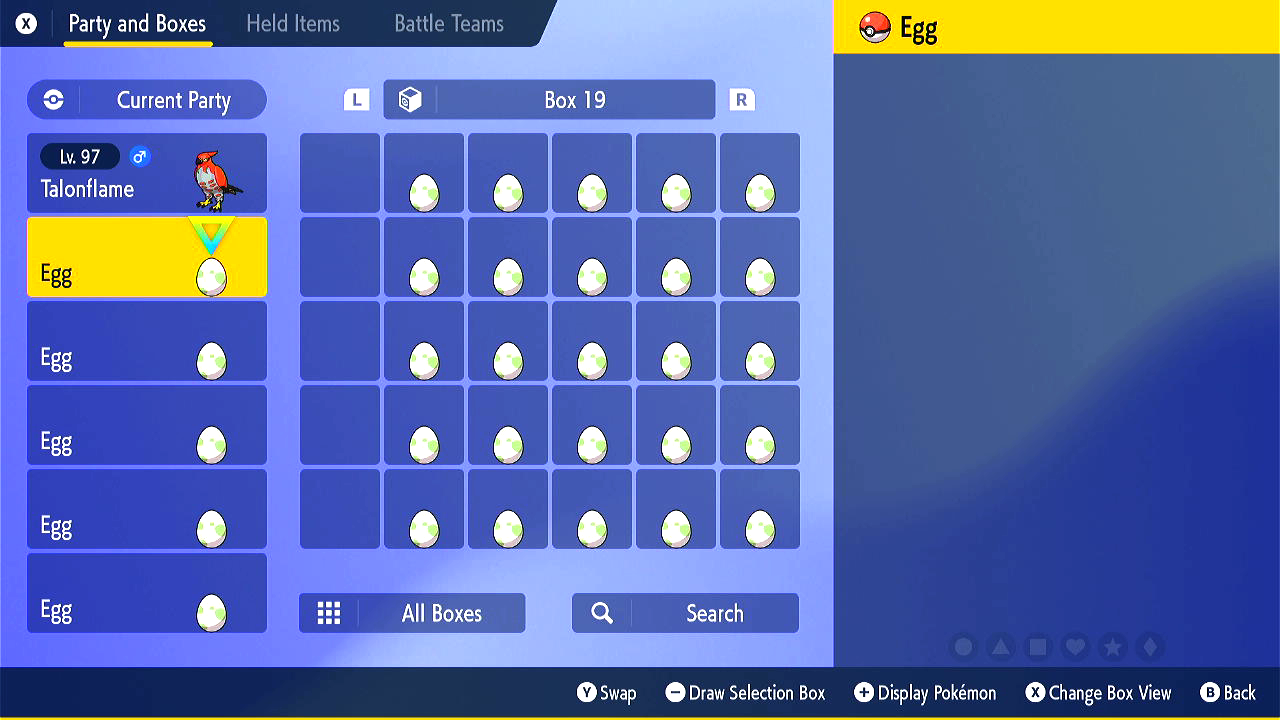 X Party and Boxes Held Items Battle Teams
Egg
Current Party
L Box 19 R
Lv. 97 ♂
Talonflame
Egg
Egg
Egg
Egg
Egg
All Boxes Search
Y Swap − Draw Selection Box + Display Pokémon X Change Box View B Back